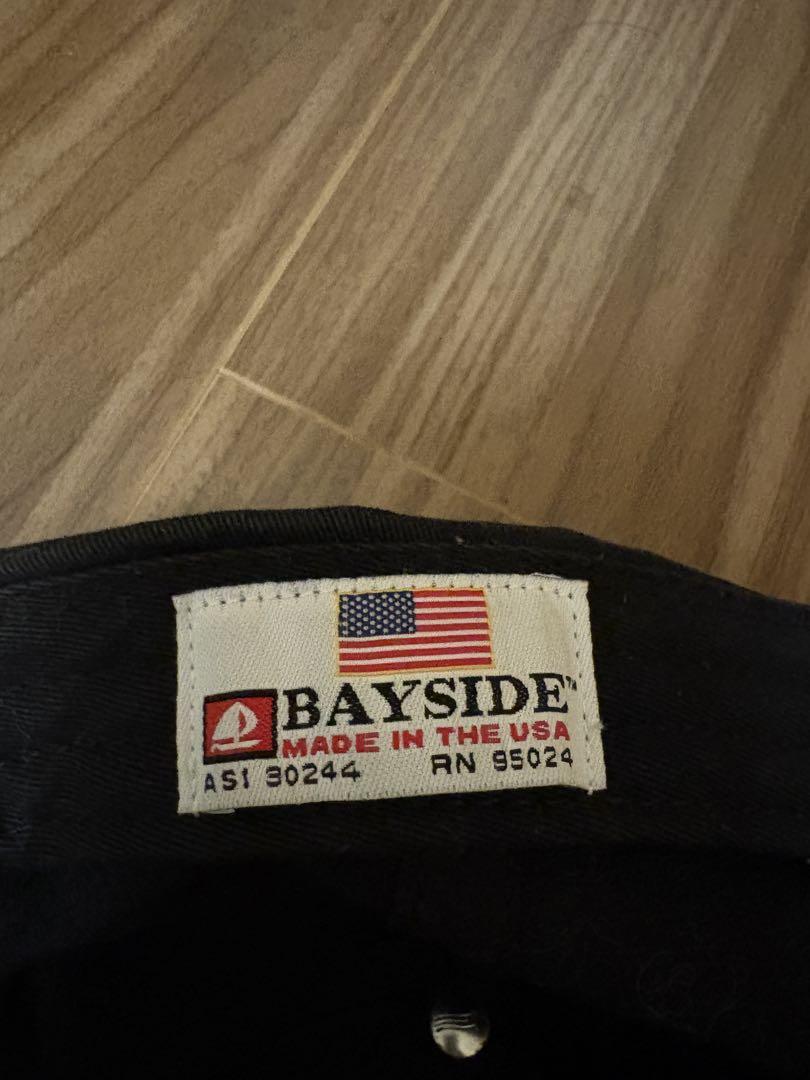 BAYSIDE™
MADE IN THE USA
ASI 30244 RN 95024